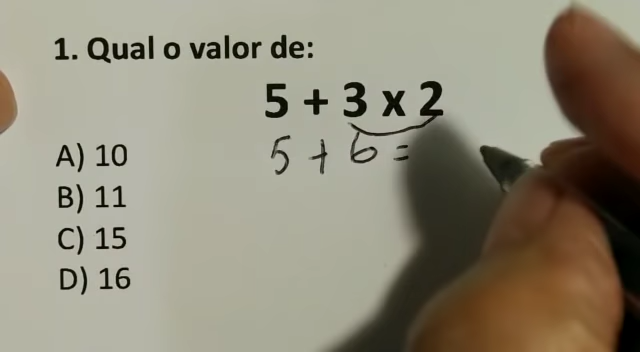 1. Qual o valor de:
5 + 3 x 2
5 + 6 =
A) 10
B) 11
C) 15
D) 16